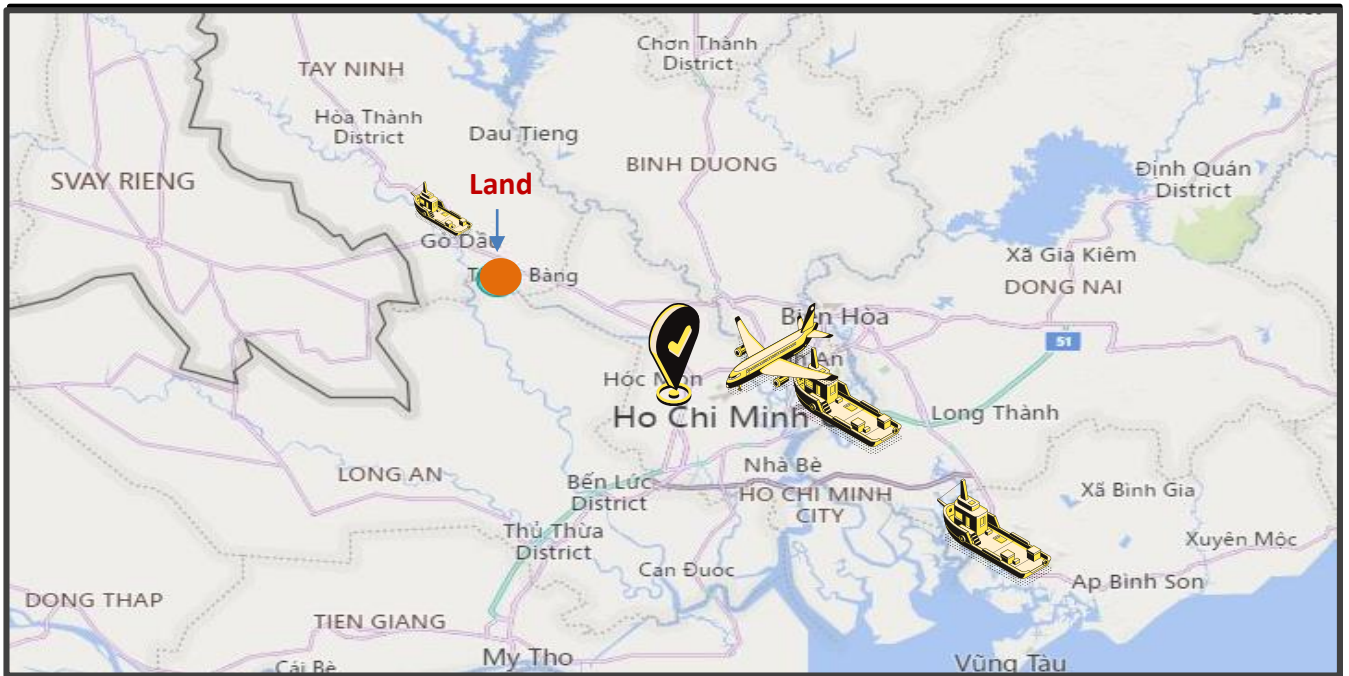 Chơn Thành
District
TAY NINH
Hòa Thành
District
Dau Tieng
BINH DUONG
Định Quán
District
SVAY RIENG
Land
Gò Dầu
Bàng
Xã Gia Kiêm
DONG NAI
Biên Hòa
51
An
Hóc Môn
Ho Chi Minh
Long Thành
Nhà Bè
LONG AN
Bến Lức
District
HO CHI MINH
CITY
Xã Bình Gia
Thủ Thừa
District
Xuyên Mộc
Cần Đuoc
Ap Bình Son
DONG THAP
TIEN GIANG
My Tho
Cái Bè
Vũng Tàu